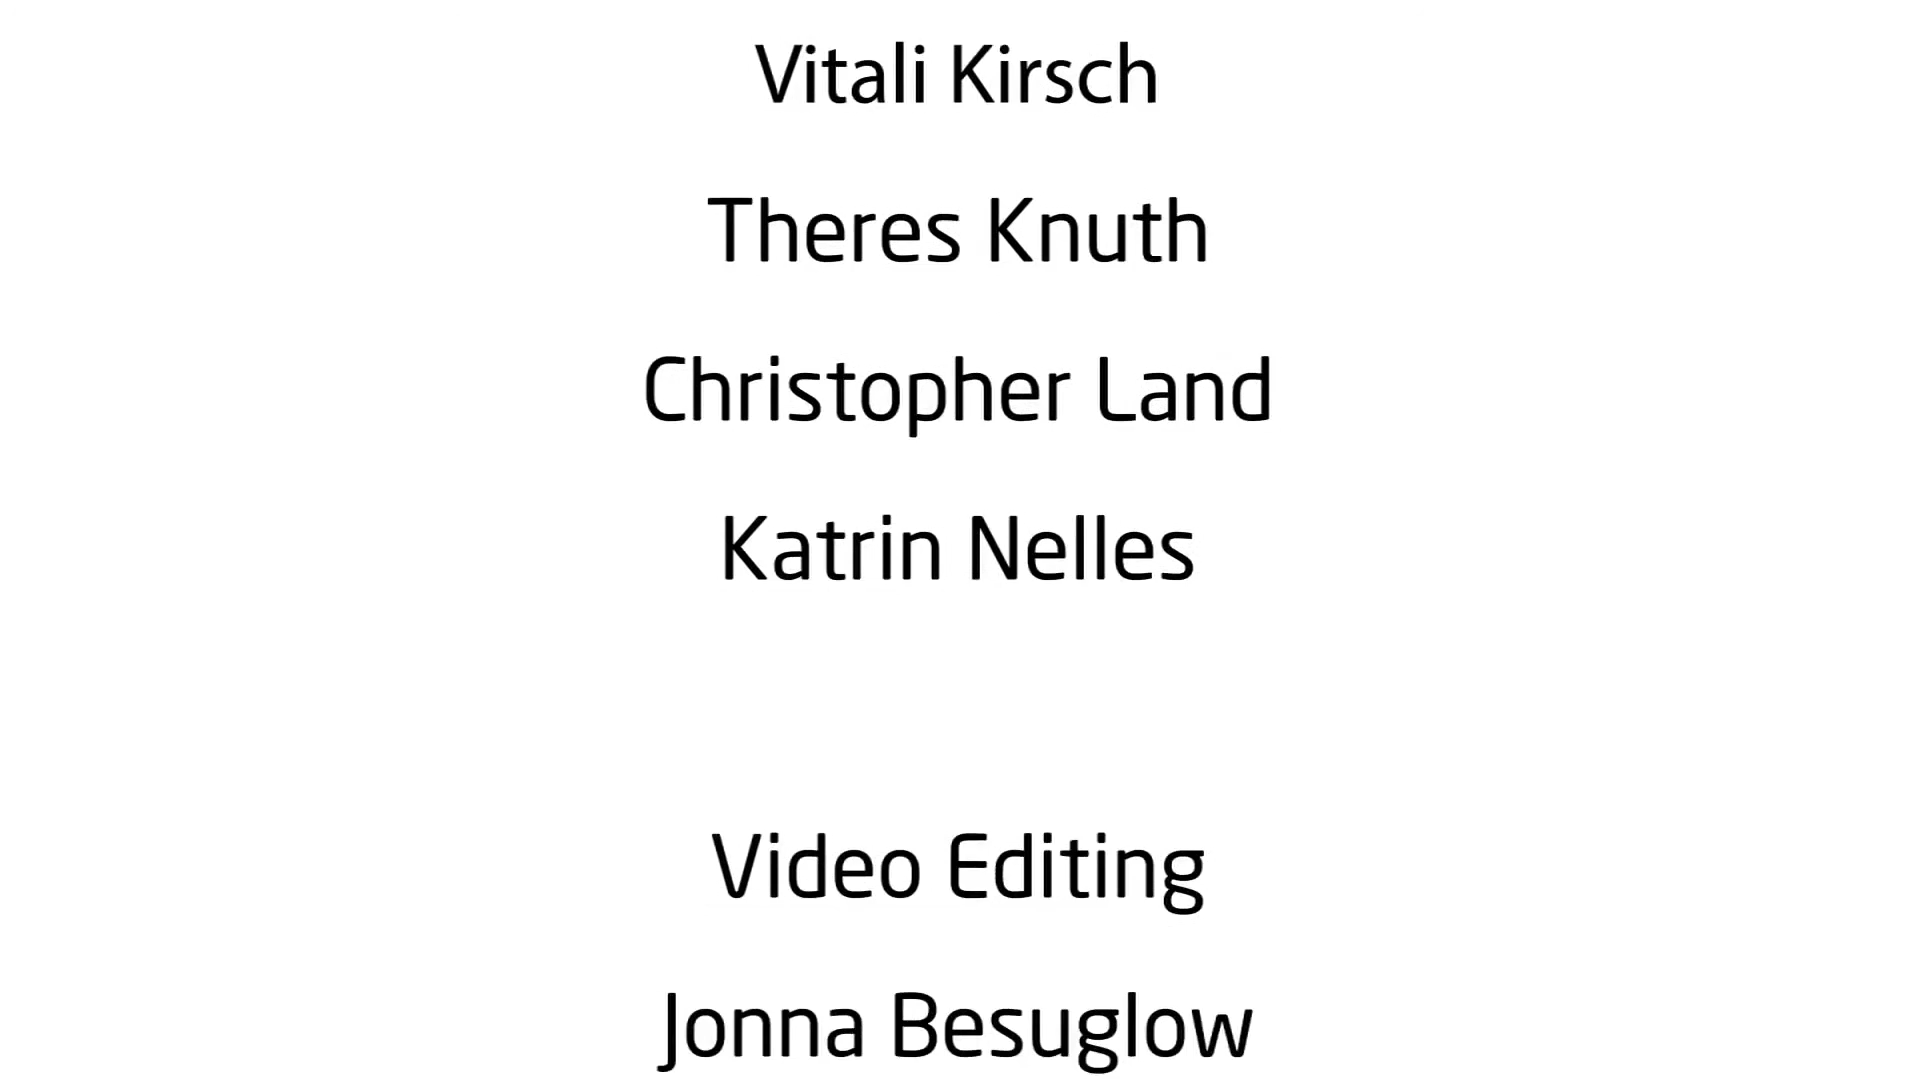 Vitali Kirsch
Theres Knuth
Christopher Land
Katrin Nelles
Video Editing
Jonna Besuglow